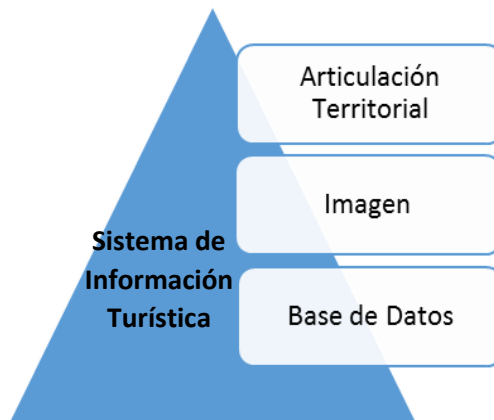 Articulación
Territorial
Imagen
Sistema de
Información
Turística
Base de Datos